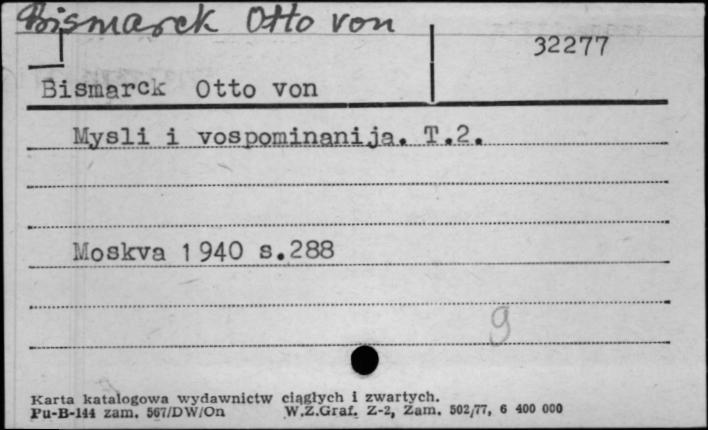 Bismarck Otto von
32277
Bismarck Otto von
Mysli i vospominanija. T.2.
Moskva 1940 s.288
9
Karta katalogowa wydawnictw ciągłych i zwartych.
Pu-B-144 zam. 567/DW/On W.Z.Graf. Z-2, Zam. 502/77, 6 400 000